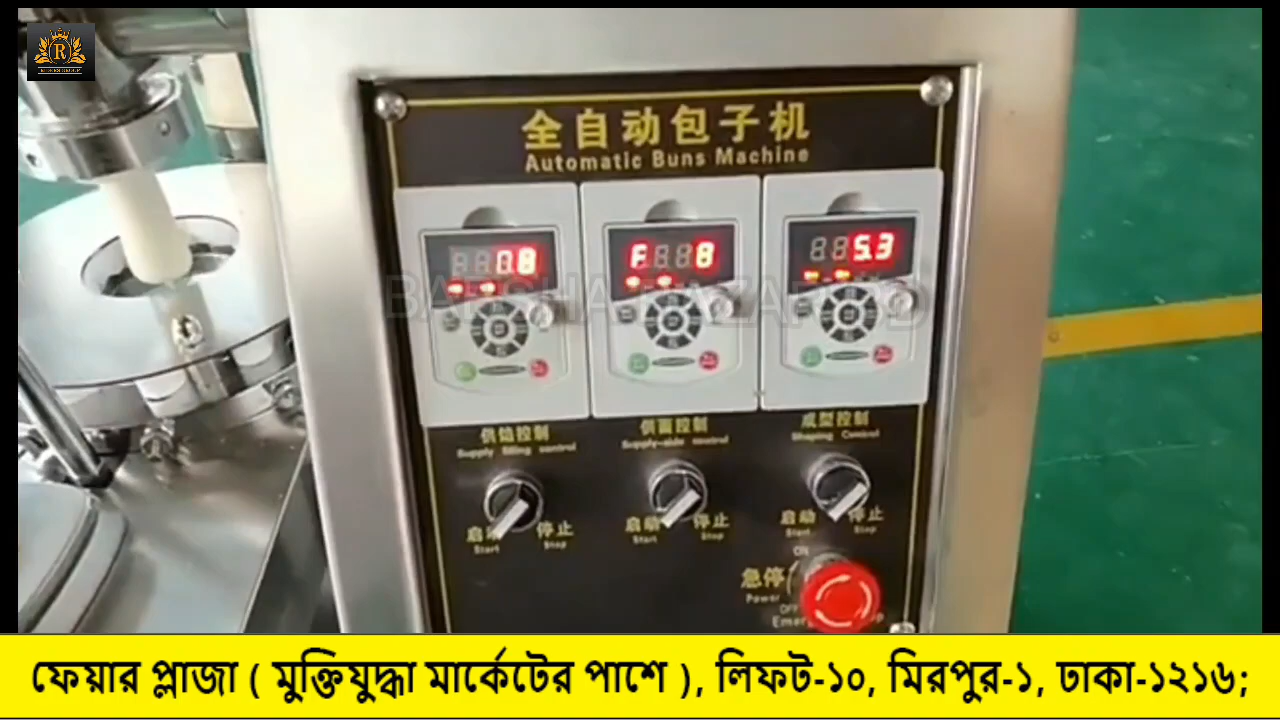 R
全自动包子机
Automatic Buns Machine
0.8
F 8
5.3
供馅控制
供面控制
成型控制
Supply filling control
Supply-side control
Shaping Control
启动 停止
Start Stop
启动 停止
Start Stop
启动 停止
Start Stop
ON
急停
Power
OFF
ফেয়ার প্লাজা ( মুক্তিযুদ্ধা মার্কেটের পাশে ), লিফট-১০, মিরপুর-১, ঢাকা-১২১৬;